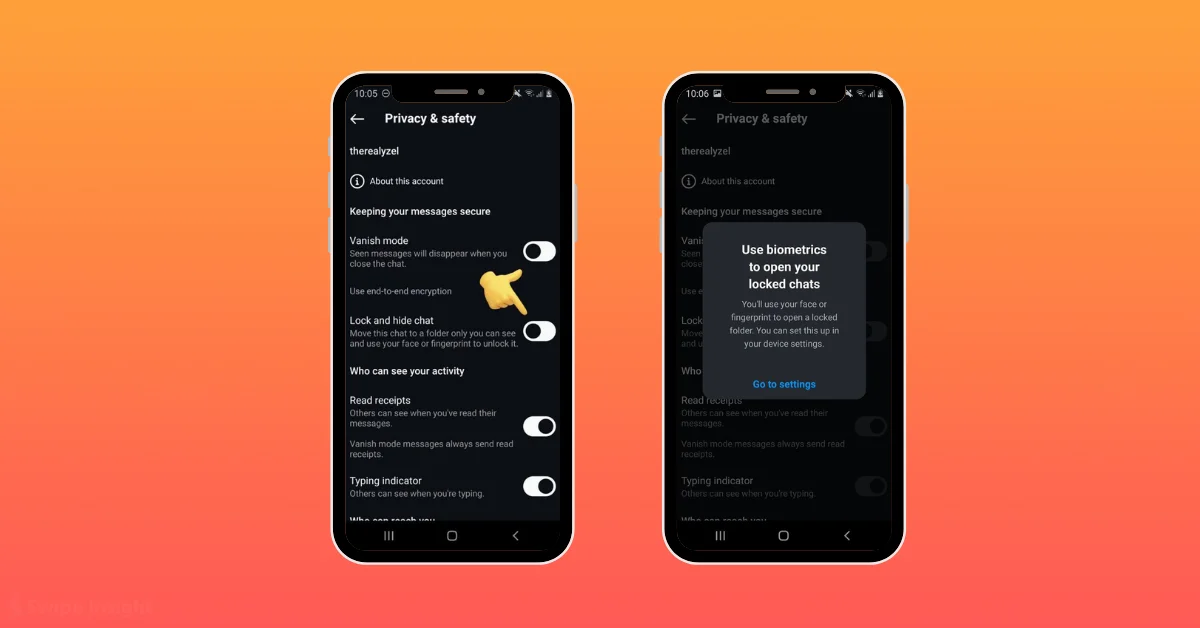 10:05
Privacy & safety
therealyzel
About this account
Keeping your messages secure
Vanish mode
Seen messages will disappear when you
close the chat.
Use end-to-end encryption
Lock and hide chat
Move this chat to a folder only you can see
and use your face or fingerprint to unlock it.
Who can see your activity
Read receipts
Others can see when you've read their
messages.
Vanish mode messages always send read
receipts.
Typing indicator
Others can see when you're typing.
Who can reach you
10:06
Privacy & safety
therealyzel
About this account
Keeping your messages secure
Vani
Seen
close
Use e
Lock
Move
and u
Use biometrics
to open your
locked chats
You'll use your face or
fingerprint to open a locked
folder. You can set this up in
your device settings.
Go to settings
Who
Read receipts
Others can see when you've read their
messages.
Vanish mode messages always send read
receipts.
Typing indicator
Others can see when you're typing.
Who can reach you